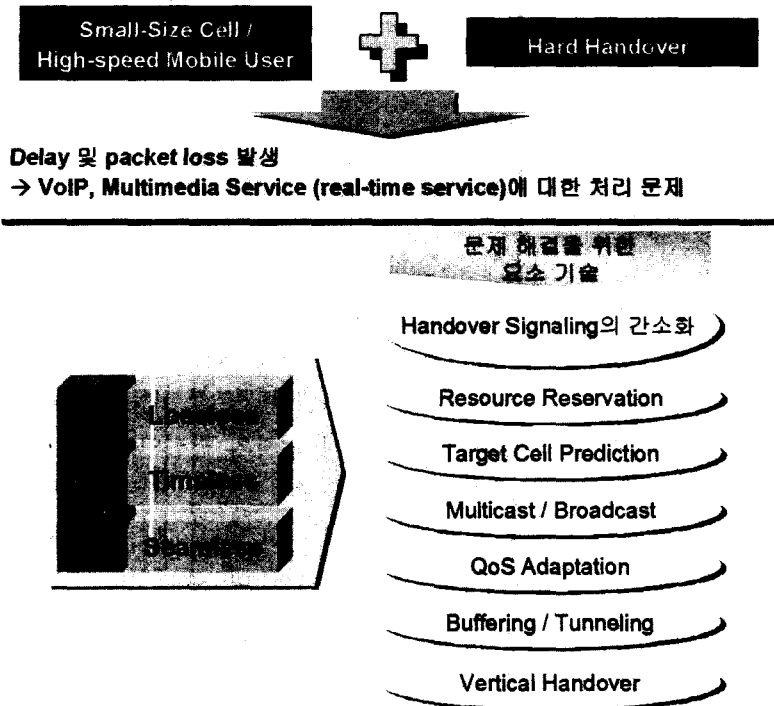 Small-Size Cell /
High-speed Mobile User
Hard Handover
Delay 및 packet loss 발생
→ VoIP, Multimedia Service (real-time service)에 대한 처리 문제
문제 해결을 위한
요소 기술
Handover Signaling의 간소화
Resource Reservation
Lossless
Target Cell Prediction
Timeless
Multicast / Broadcast
Seamless
QoS Adaptation
Buffering / Tunneling
Vertical Handover